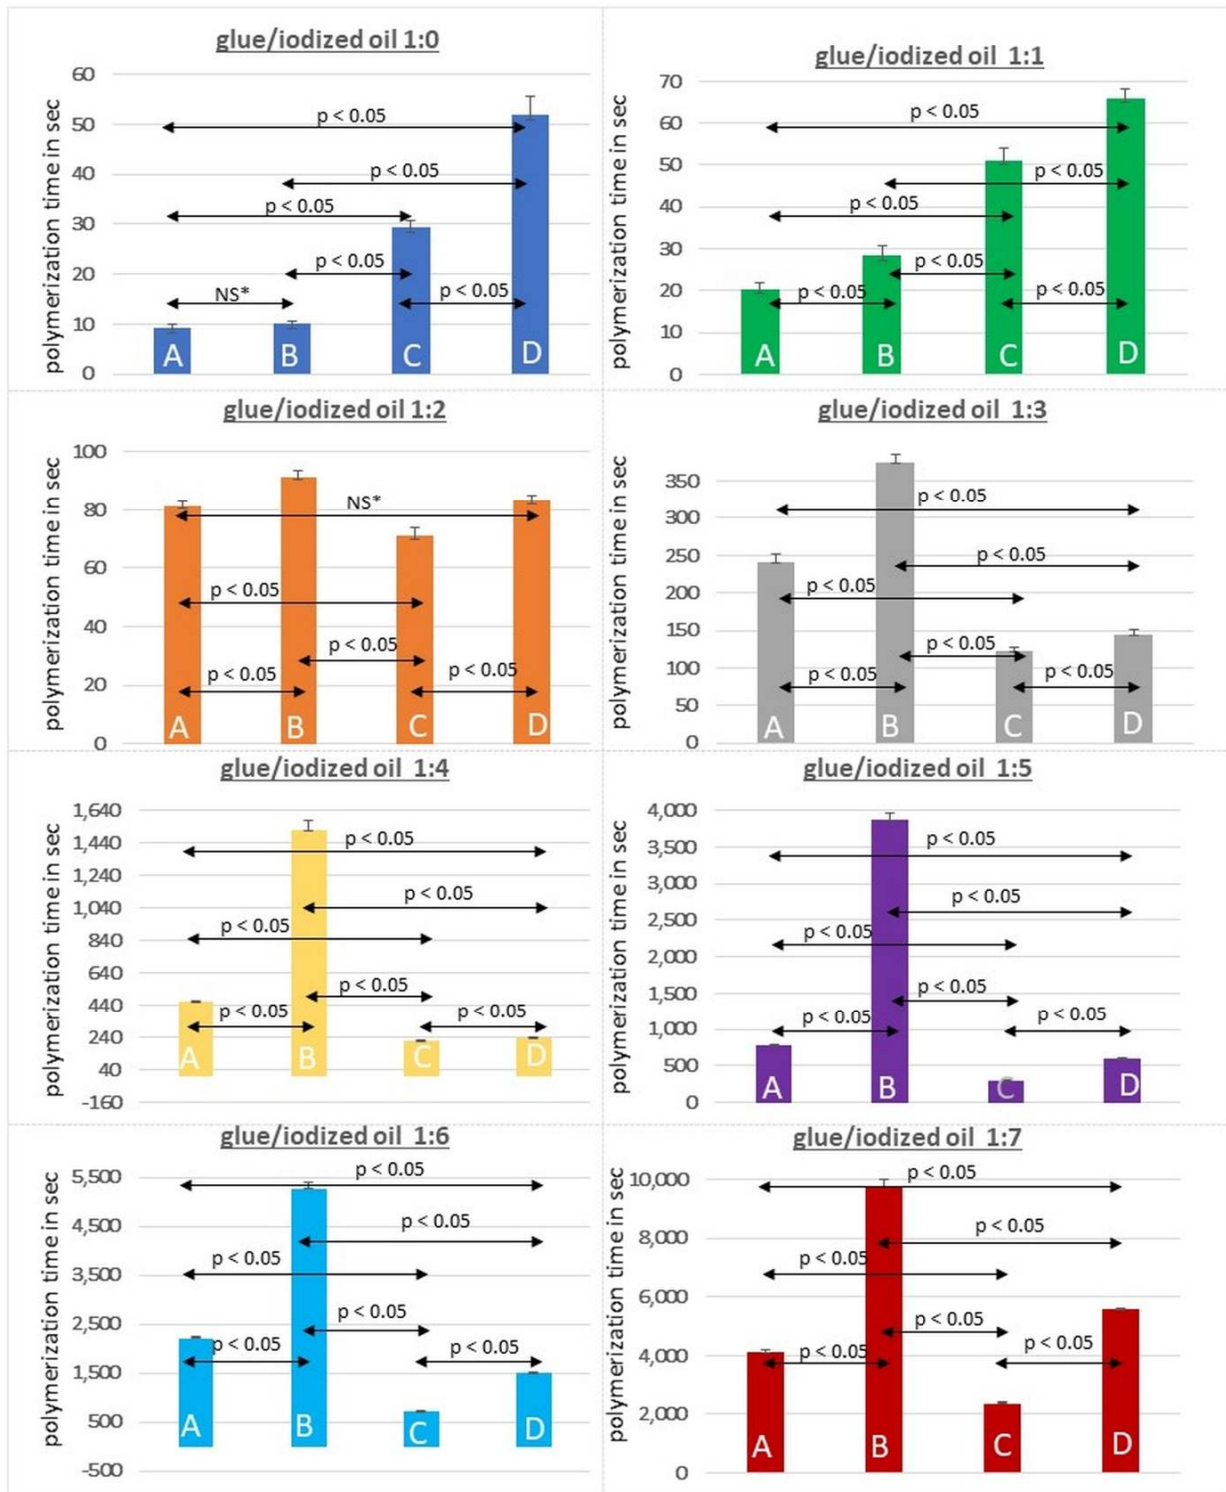 glue/iodized oil 1:0
polymerization time in sec
60
50
40
30
20
10
0
p < 0.05
p < 0.05
p < 0.05
p < 0.05
NS*
p < 0.05
A
B
C
D
glue/iodized oil 1:1
polymerization time in sec
70
60
50
40
30
20
10
0
p < 0.05
p < 0.05
p < 0.05
p < 0.05
p < 0.05
p < 0.05
A
B
C
D
glue/iodized oil 1:2
polymerization time in sec
100
80
60
40
20
0
NS*
p < 0.05
p < 0.05
p < 0.05
p < 0.05
A
B
C
D
glue/iodized oil 1:3
polymerization time in sec
350
300
250
200
150
100
50
0
p < 0.05
p < 0.05
p < 0.05
p < 0.05
p < 0.05
p < 0.05
A
B
C
D
glue/iodized oil 1:4
polymerization time in sec
1,640
1,440
1,240
1,040
840
640
440
240
40
-160
p < 0.05
p < 0.05
p < 0.05
p < 0.05
p < 0.05
p < 0.05
A
B
C
D
glue/iodized oil 1:5
polymerization time in sec
4,000
3,500
3,000
2,500
2,000
1,500
1,000
500
0
p < 0.05
p < 0.05
p < 0.05
p < 0.05
p < 0.05
p < 0.05
A
B
C
D
glue/iodized oil 1:6
polymerization time in sec
5,500
4,500
3,500
2,500
1,500
500
-500
p < 0.05
p < 0.05
p < 0.05
p < 0.05
p < 0.05
p < 0.05
A
B
C
D
glue/iodized oil 1:7
polymerization time in sec
10,000
8,000
6,000
4,000
2,000
0
p < 0.05
p < 0.05
p < 0.05
p < 0.05
p < 0.05
p < 0.05
A
B
C
D